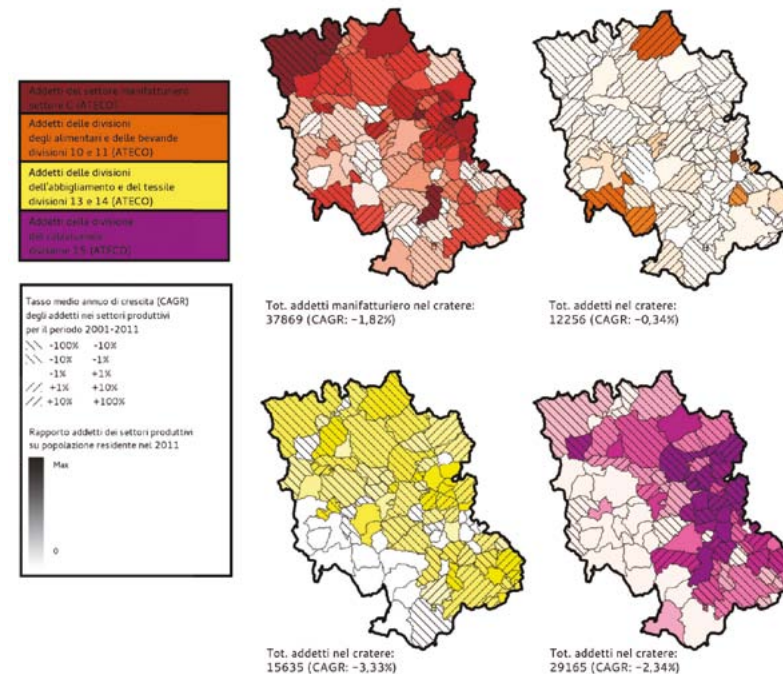 Addetti del settore manifatturiero
settore C (ATECO)
Addetti delle divisioni
degli alimentari e delle bevande
divisioni 10 e 11 (ATECO)
Addetti delle divisioni
dell'abbigliamento e del tessile
divisioni 13 e 14 (ATECO)
Addetti della divisione
del calzaturiero
divisione 15 (ATECO)
Tasso medio annuo di crescita (CAGR)
degli addetti nei settori produttivi
per il periodo 2001-2011
-100% -10%
-10% -1%
-1% +1%
+1% +10%
+10% +100%
Rapporto addetti dei settori produttivi
su popolazione residente nel 2011
Max
0
Tot. addetti manifatturiero nel cratere:
37869 (CAGR: -1,82%)
Tot. addetti nel cratere:
12256 (CAGR: -0,34%)
Tot. addetti nel cratere:
15635 (CAGR: -3,33%)
Tot. addetti nel cratere:
29165 (CAGR: -2,34%)